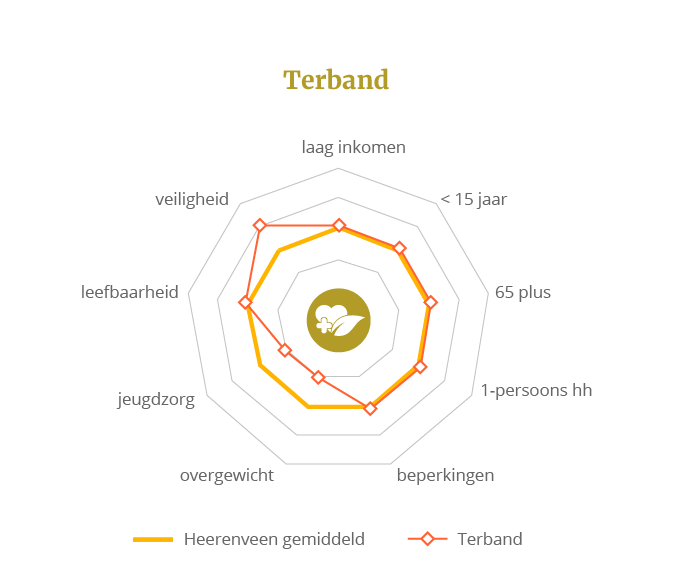 Terband
laag inkomen
< 15 jaar
65 plus
1-persoons hh
beperkingen
overgewicht
jeugdzorg
leefbaarheid
veiligheid
Heerenveen gemiddeld
Terband